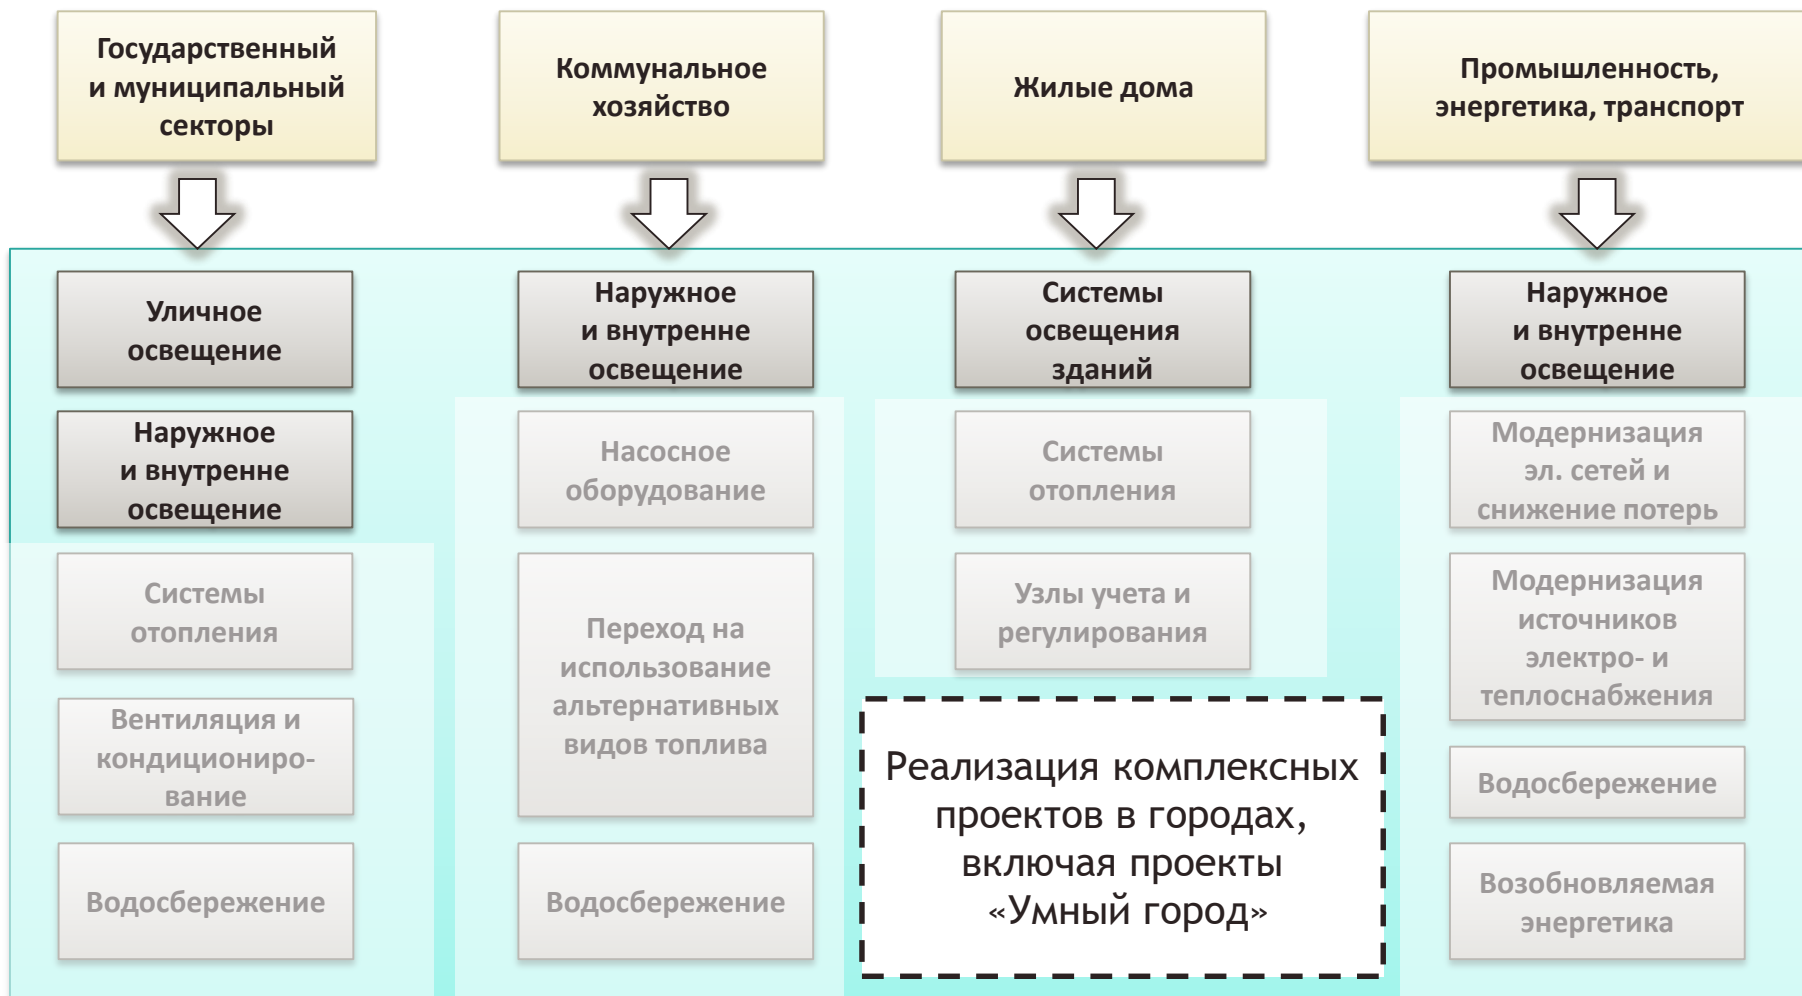 Государственный
и муниципальный
секторы
Коммунальное
хозяйство
Жилые дома
Промышленность,
энергетика, транспорт
Уличное
освещение
Наружное
и внутренне
освещение
Системы
отопления
Вентиляция и
кондициониро-
вание
Водосбережение
Наружное
и внутренне
освещение
Насосное
оборудование
Переход на
использование
альтернативных
видов топлива
Водосбережение
Системы
освещения
зданий
Системы
отопления
Узлы учета и
регулирования
Реализация комплексных
проектов в городах,
включая проекты
«Умный город»
Наружное
и внутренне
освещение
Модернизация
эл. сетей и
снижение потерь
Модернизация
источников
электро- и
теплоснабжения
Водосбережение
Возобновляемая
энергетика